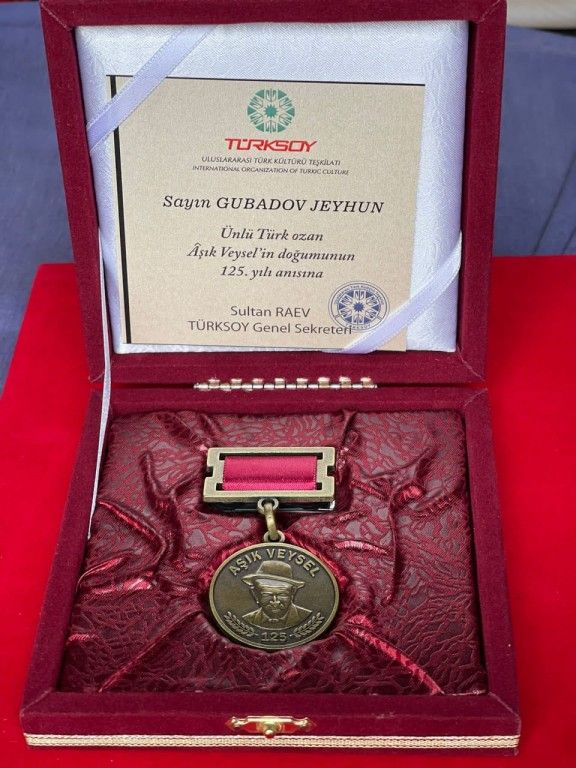 TÜRKSOY
ULUSLARARASI TÜRK KÜLTÜRÜ TEŞKİLATI
INTERNATIONAL ORGANIZATION OF TURKIC CULTURE
Sayın GUBADOV JEYHUN
Ünlü Türk ozan
Âşık Veysel'in doğumunun
125. yılı anısına
Sultan RAEV
TÜRKSOY Genel Sekreteri
AŞIK VEYSEL
125